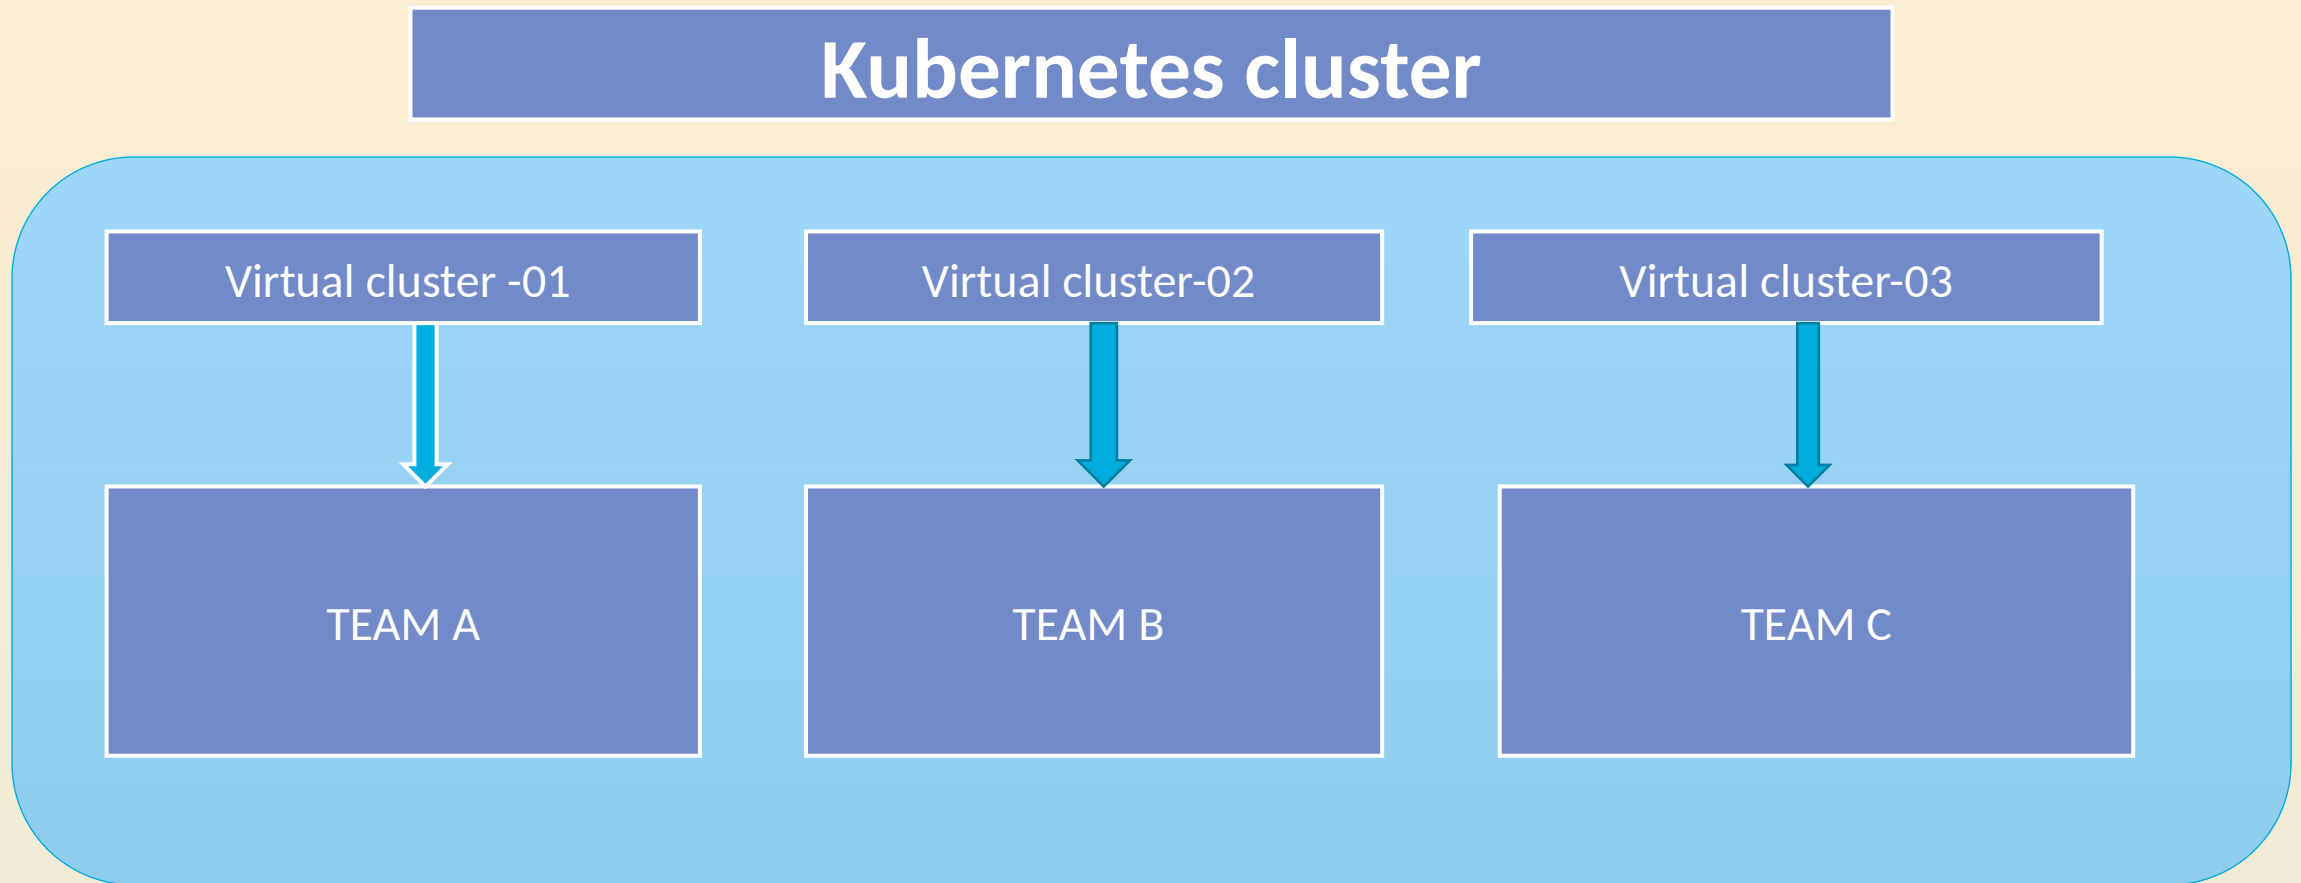 Kubernetes cluster
Virtual cluster -01
Virtual cluster-02
Virtual cluster-03
TEAM A
TEAM B
TEAM C